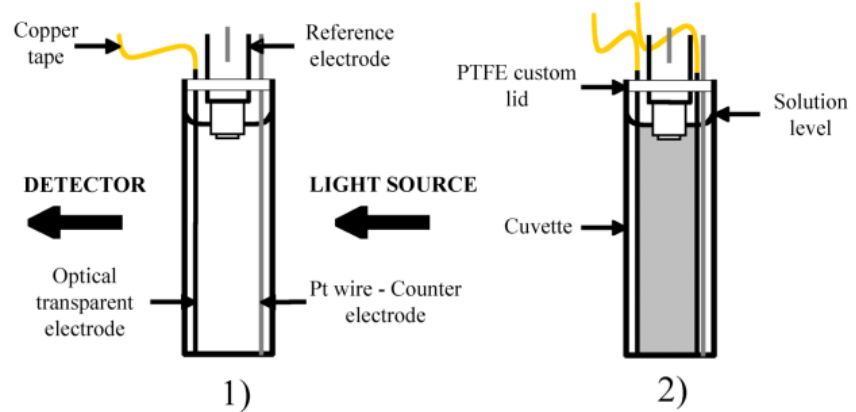 Copper
tape
Reference
electrode
DETECTOR
LIGHT SOURCE
Optical
transparent
electrode
Pt wire - Counter
electrode
1)
PTFE custom
lid
Solution
level
Cuvette
2)